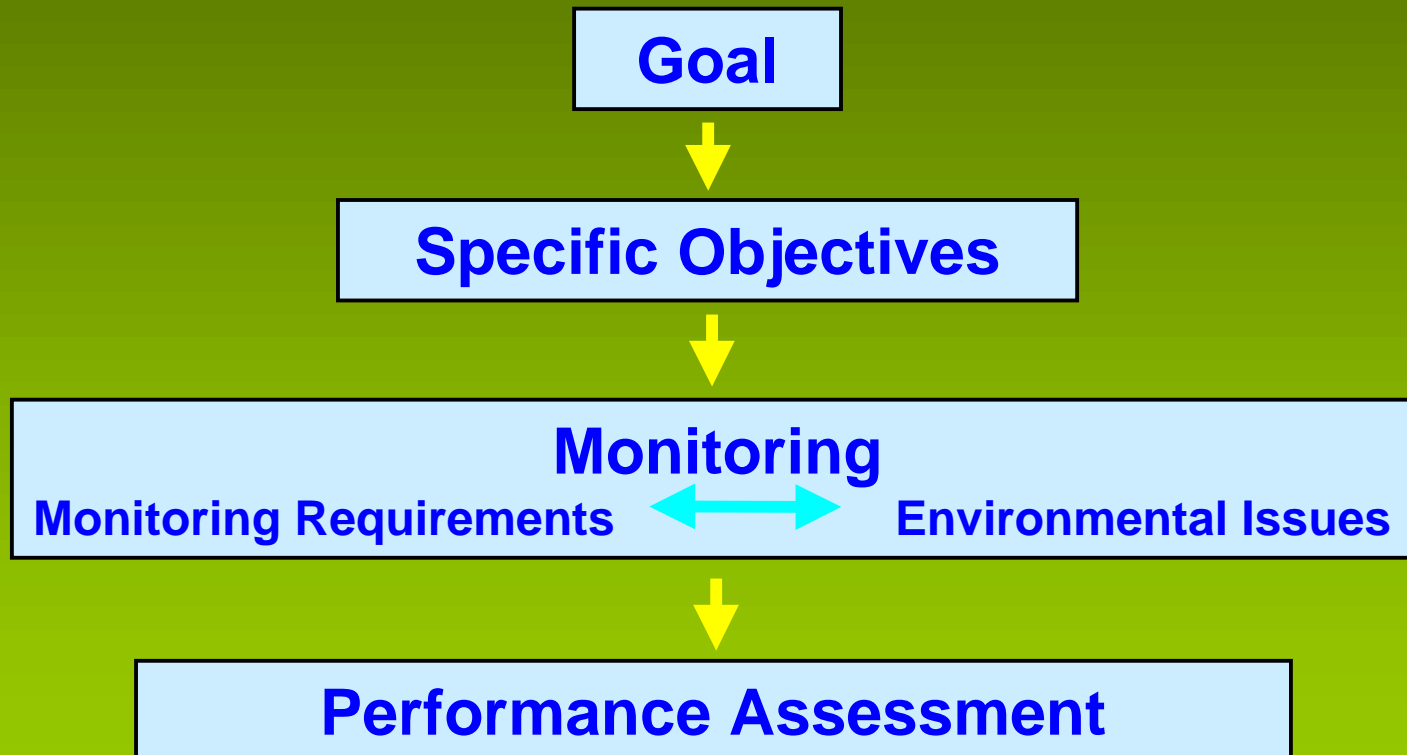 Goal
Specific Objectives
Monitoring
Monitoring Requirements Environmental Issues
Performance Assessment